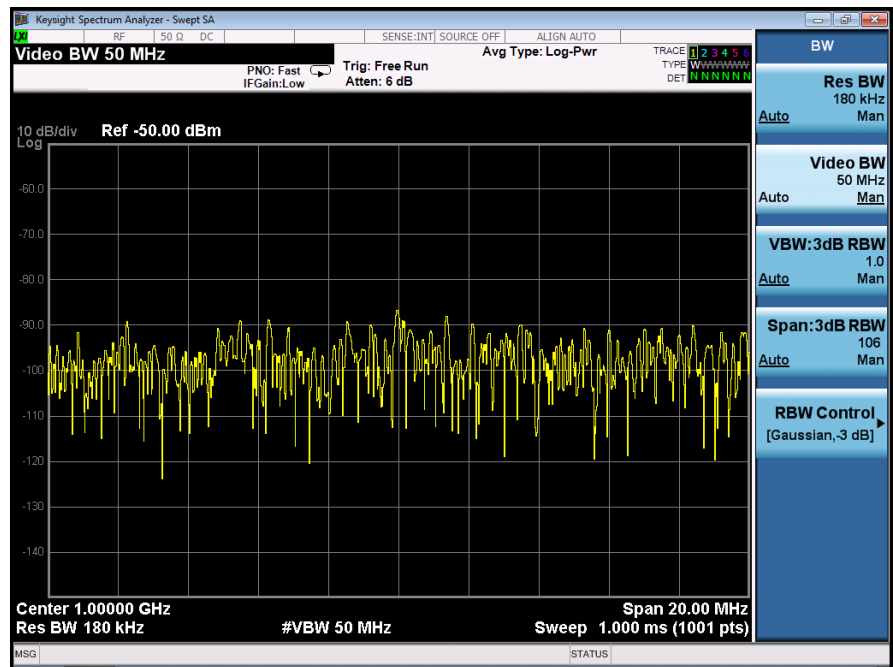 Keysight Spectrum Analyzer - Swept SA
LXI RF 50 Ω DC SENSE:INT SOURCE OFF ALIGN AUTO
Video BW 50 MHz
PNO: Fast
IFGain:Low
Trig: Free Run
Atten: 6 dB
Avg Type: Log-Pwr
TRACE 1 2 3 4 5 6
TYPE WWWWWW
DET N N N N N N
10 dB/div Ref -50.00 dBm
Log
-60.0
-70.0
-80.0
-90.0
-100
-110
-120
-130
-140
Center 1.00000 GHz Span 20.00 MHz
Res BW 180 kHz #VBW 50 MHz Sweep 1.000 ms (1001 pts)
MSG STATUS
BW
Res BW
180 kHz
Auto Man
Video BW
50 MHz
Auto Man
VBW:3dB RBW
1.0
Auto Man
Span:3dB RBW
106
Auto Man
RBW Control
[Gaussian,-3 dB]